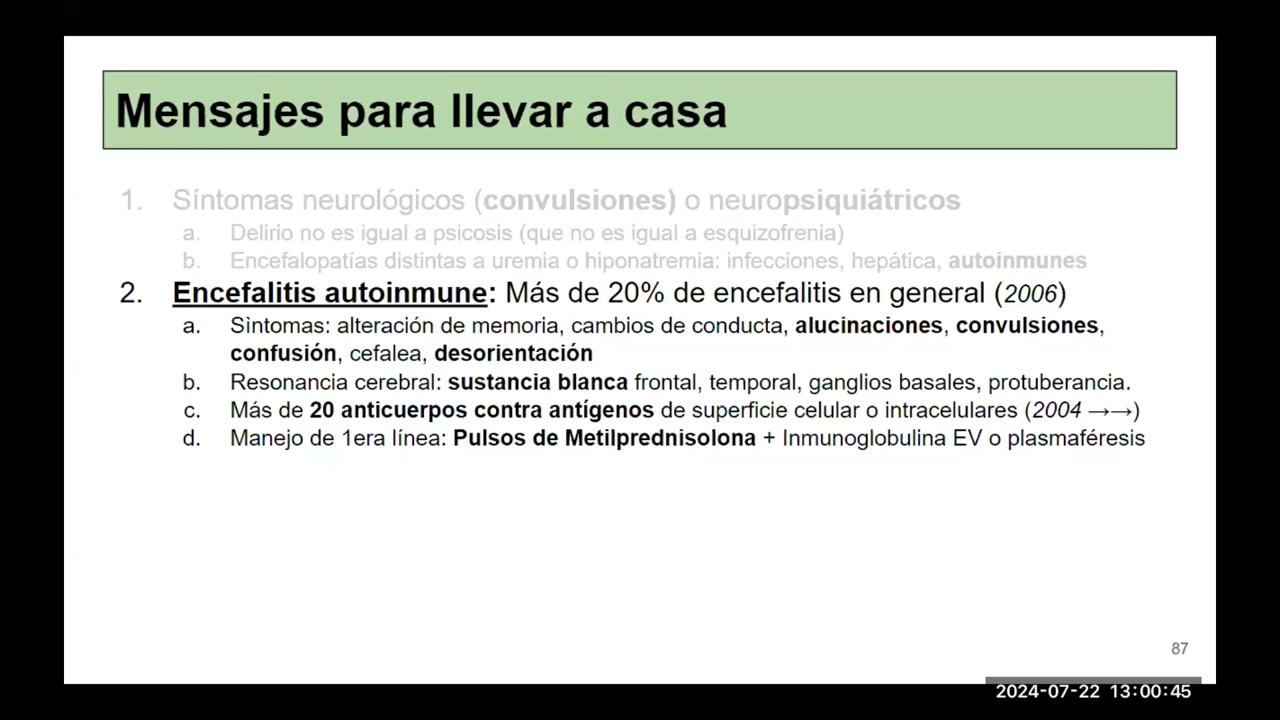 Mensajes para llevar a casa
1. Síntomas neurológicos (convulsiones) o neuropsiquiátricos
a. Delirio no es igual a psicosis (que no es igual a esquizofrenia)
b. Encefalopatías distintas a uremia o hiponatremia: infecciones, hepática, autoinmunes
2. Encefalitis autoinmune: Más de 20% de encefalitis en general (2006)
a. Sìntomas: alteración de memoria, cambios de conducta, alucinaciones, convulsiones,
confusión, cefalea, desorientación
b. Resonancia cerebral: sustancia blanca frontal, temporal, ganglios basales, protuberancia.
c. Más de 20 anticuerpos contra antígenos de superficie celular o intracelulares (2004 →→)
d. Manejo de 1era línea: Pulsos de Metilprednisolona + Inmunoglobulina EV o plasmaféresis
87
2024-07-22 13:00:45